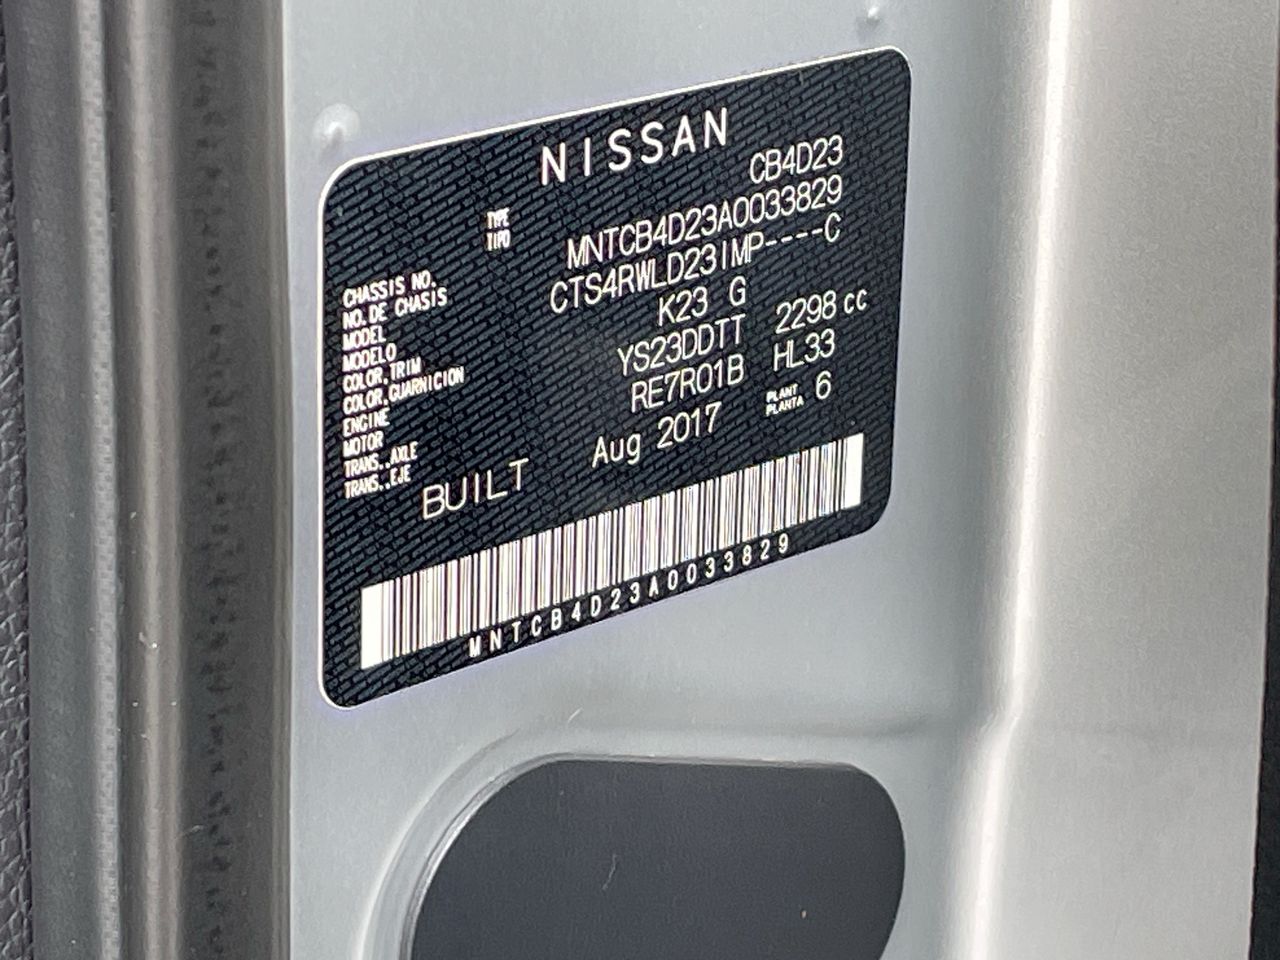 NISSAN
TYPE
TIPO
CB4D23
CHASSIS NO.
NO. DE CHASIS
MNTCB4D23A0033829
MODEL
MODELO
CTS4RWLD23IMP----C
COLOR,TRIM
COLOR,GUARNICION
K23 G
ENGINE
MOTOR
YS23DDTT 2298 cc
TRANS.,AXLE
TRANS.,EJE
RE7R01B HL33
BUILT Aug 2017
PLANT
PLANTA
6
MNTCB4D23A0033829